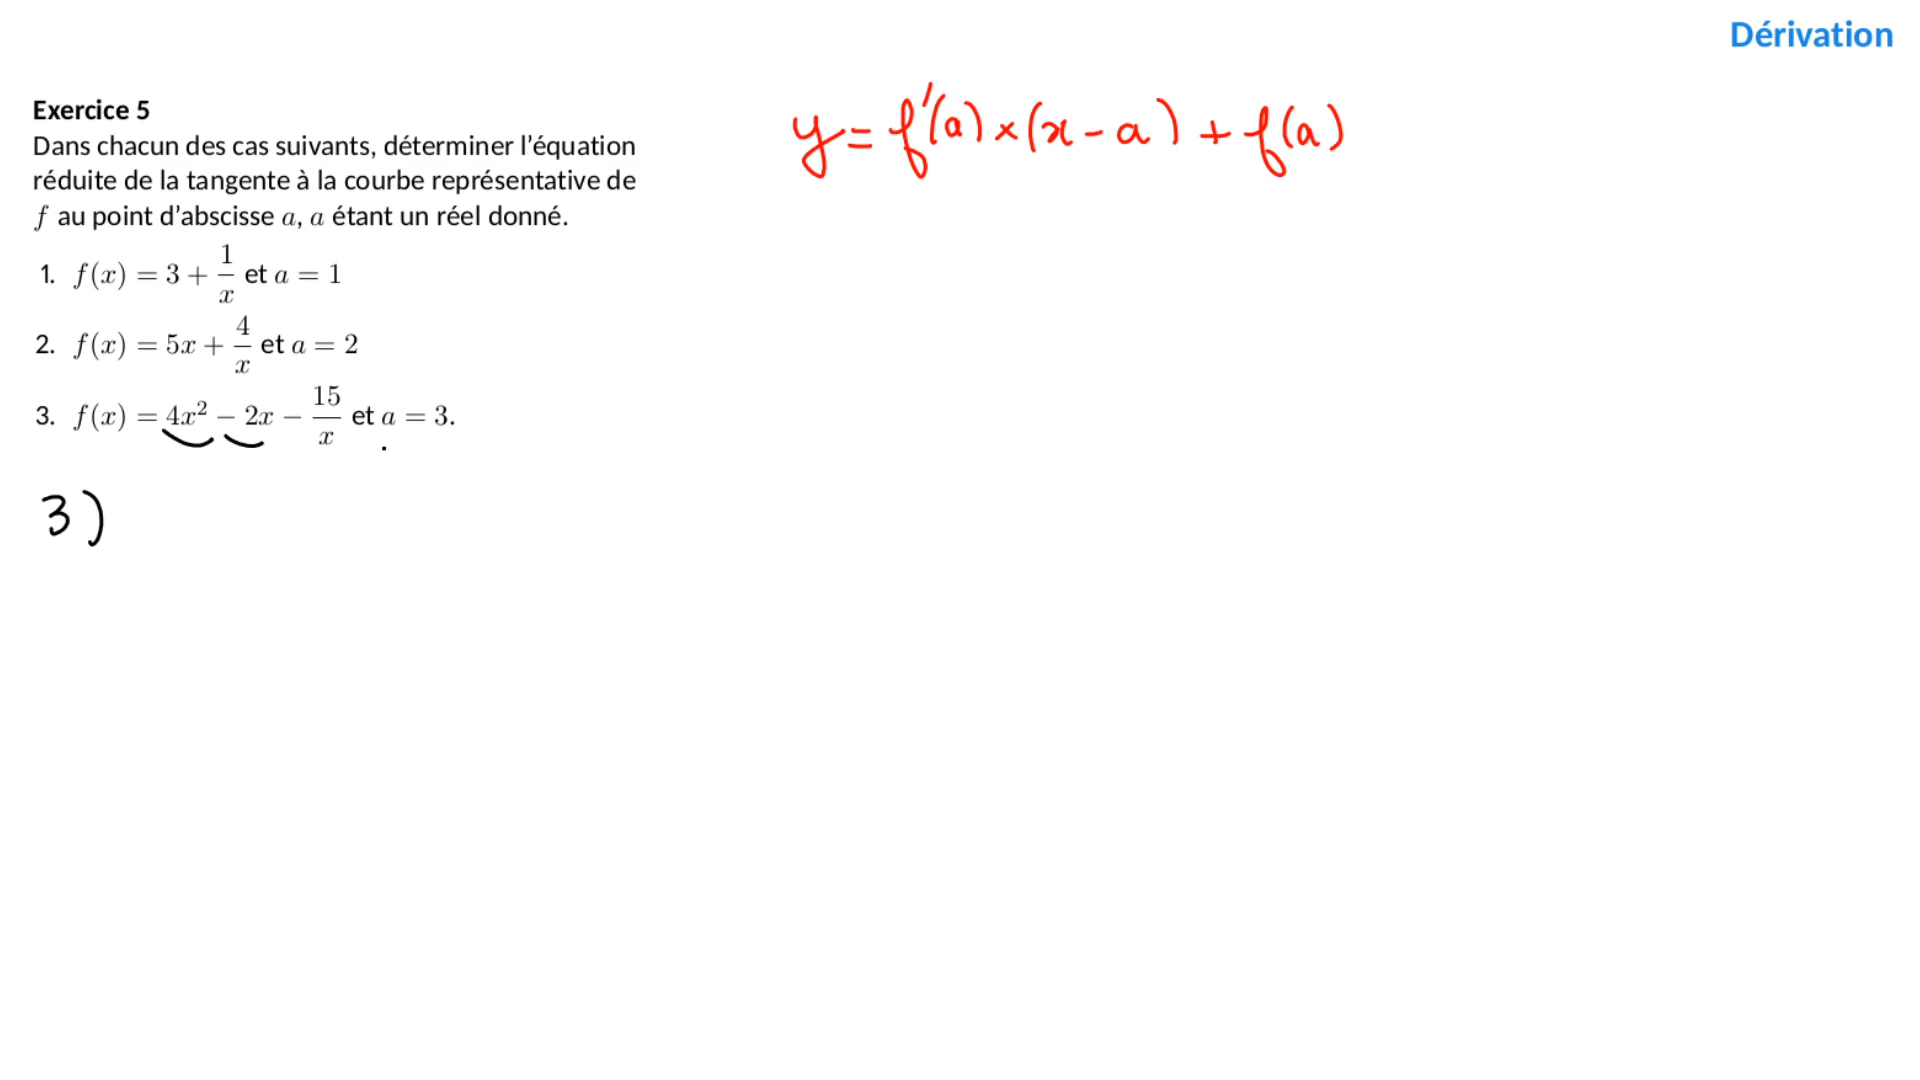 Dérivation
Exercice 5
Dans chacun des cas suivants, déterminer l'équation
réduite de la tangente à la courbe représentative de
f au point d'abscisse a, a étant un réel donné.
1. f(x) = 3 + 1/x et a = 1
2. f(x) = 5x + 4/x et a = 2
3. f(x) = 4x² − 2x − 15/x et a = 3.
y = f'(a) × (x - a) + f(a)
3)